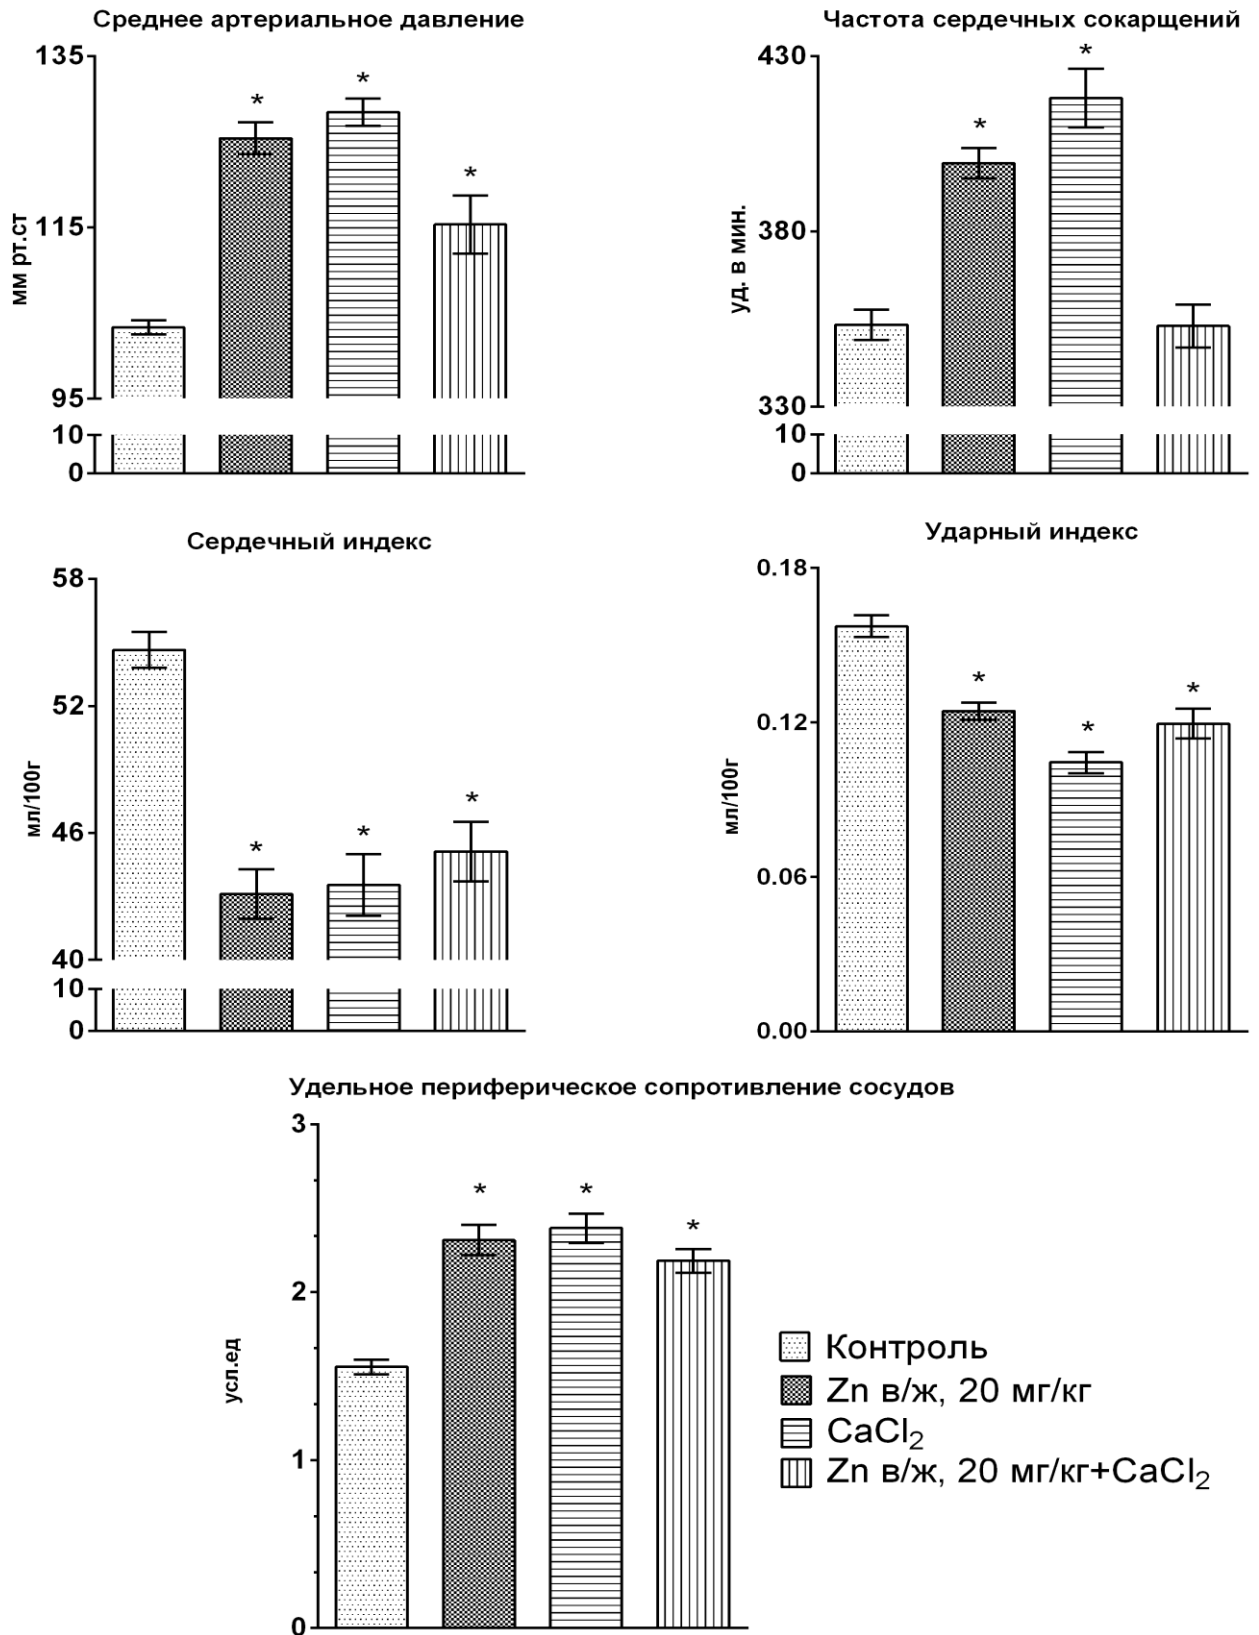 Среднее артериальное давление
135
115
95
10
0
мм рт.ст
*
*
*
Частота сердечных сокарщений
430
380
330
10
0
уд. в мин.
*
*
Сердечный индекс
58
52
46
40
10
0
мл/100г
*
*
*
Ударный индекс
0.18
0.12
0.06
0.00
мл/100г
*
*
*
Удельное периферическое сопротивление сосудов
3
2
1
0
усл.ед
*
*
*
Контроль
Zn в/ж, 20 мг/кг
CaCl₂
Zn в/ж, 20 мг/кг+CaCl₂